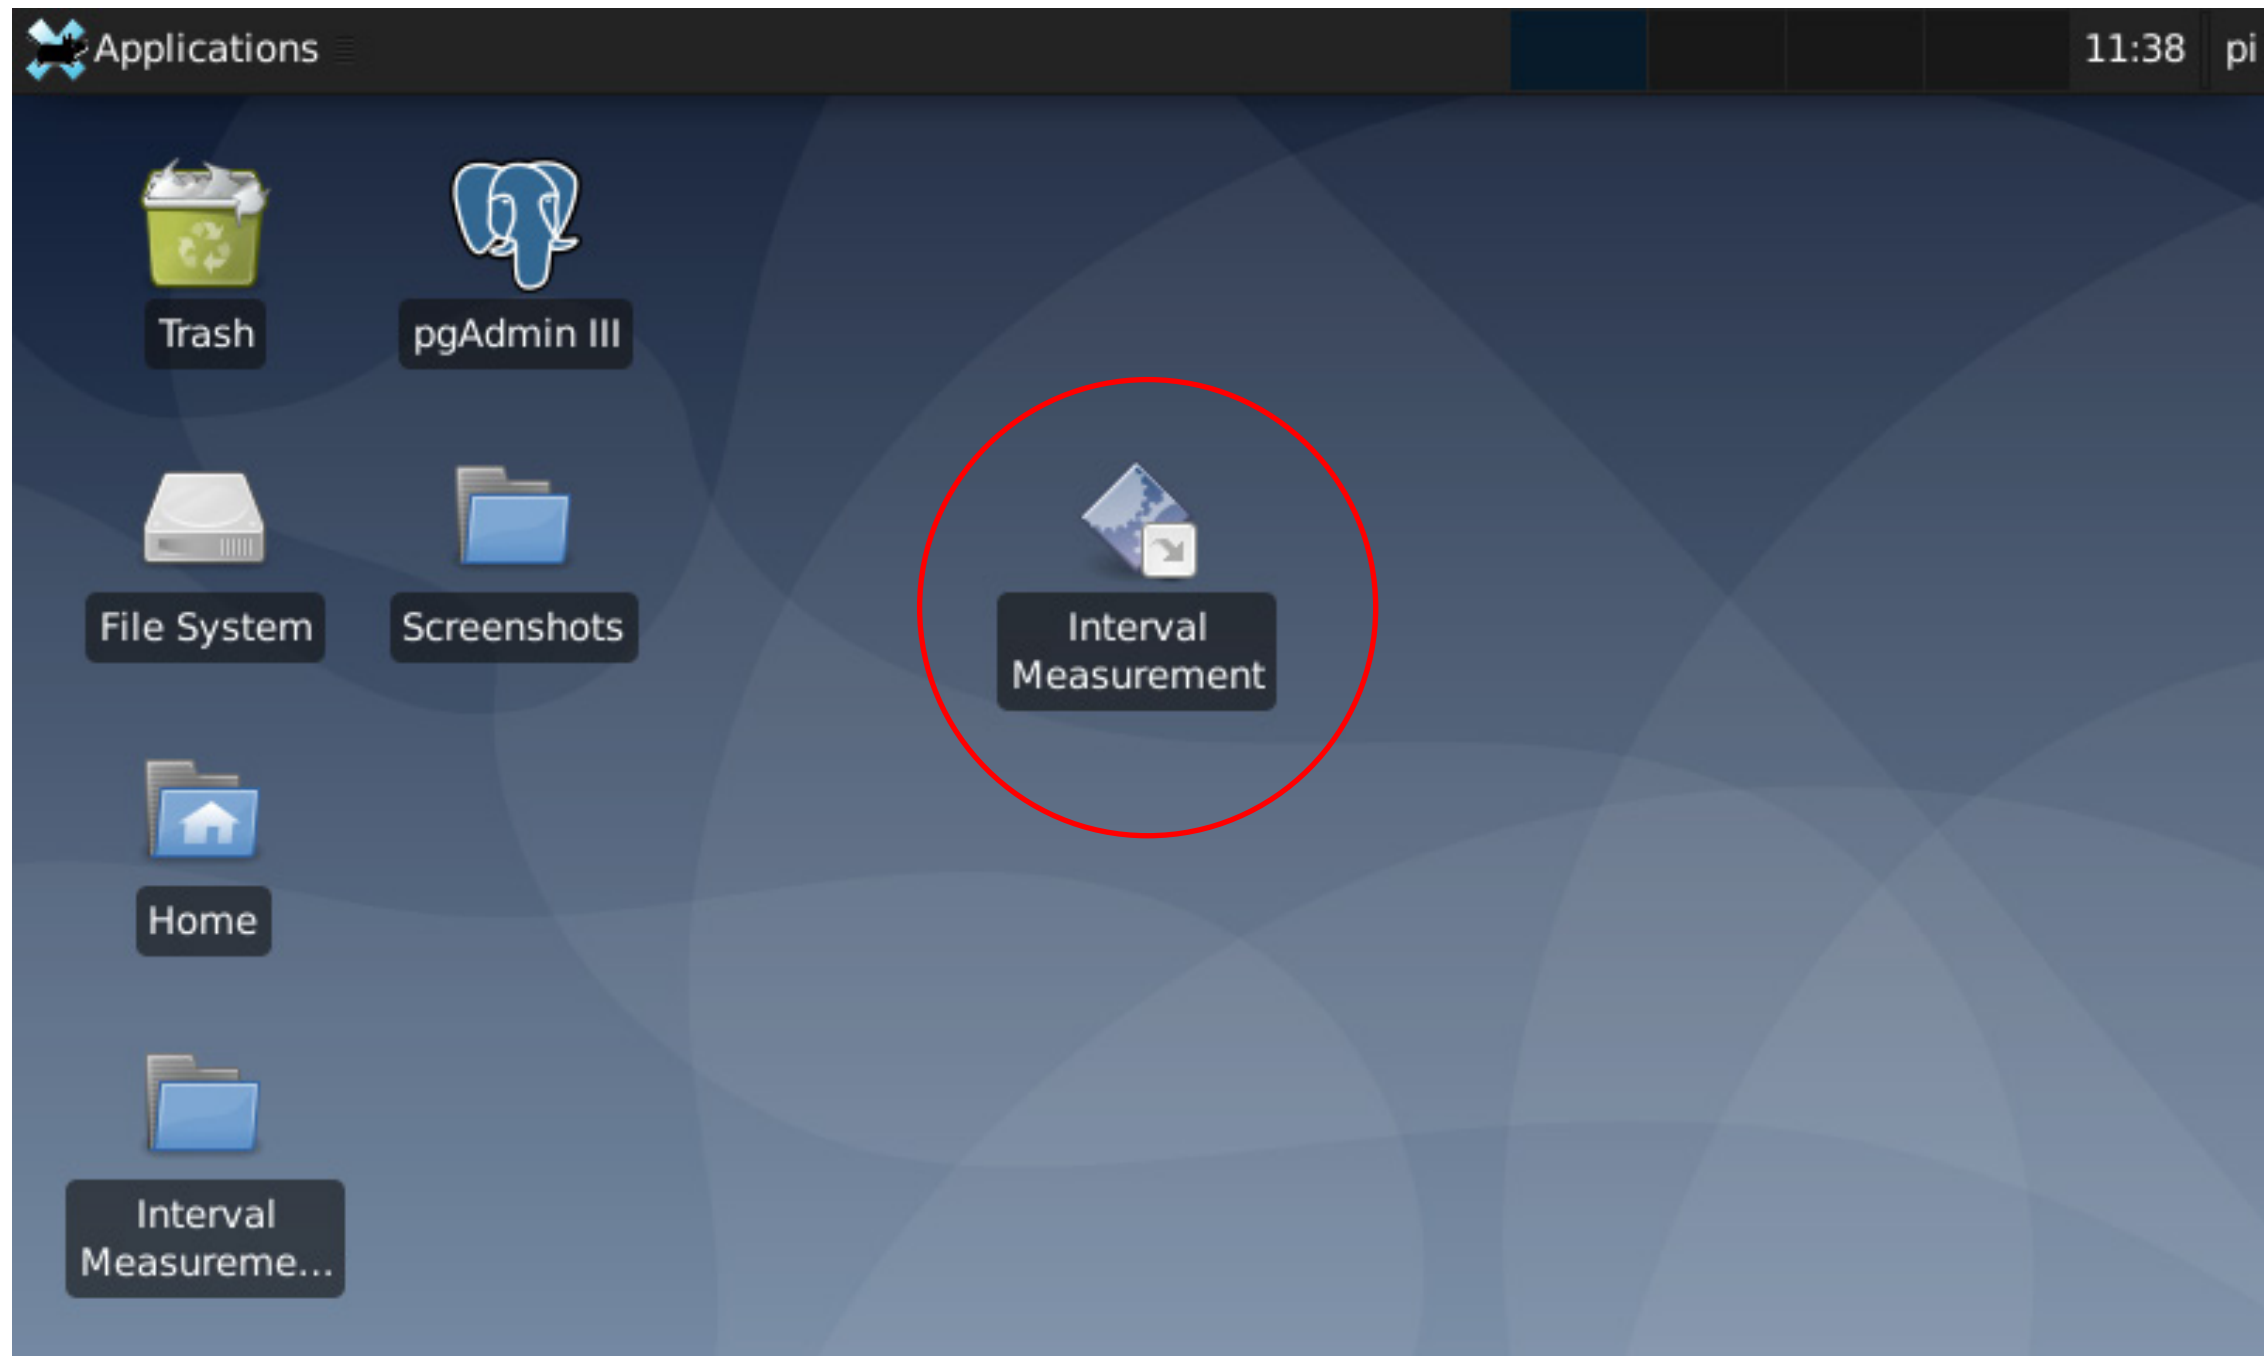 Applications
11:38
pi
Trash
pgAdmin III
File System
Screenshots
Interval
Measurement
Home
Interval
Measureme...